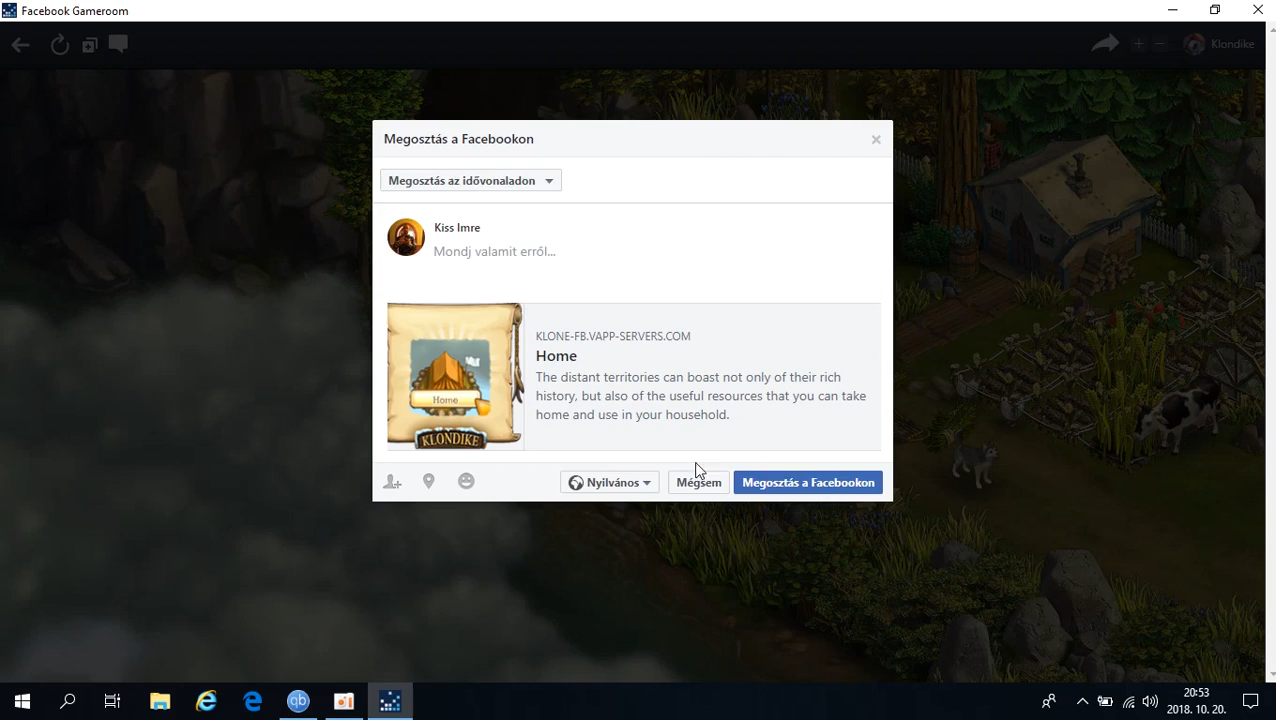 Facebook Gameroom
Klondike
Megosztás a Facebookon
Megosztás az idővonaladon
Kiss Imre
Mondj valamit erről...
Home
KLONDIKE
KLONE-FB.VAPP-SERVERS.COM
Home
The distant territories can boast not only of their rich
history, but also of the useful resources that you can take
home and use in your household.
Nyilvános
Mégsem
Megosztás a Facebookon
qb
20:53
2018. 10. 20.